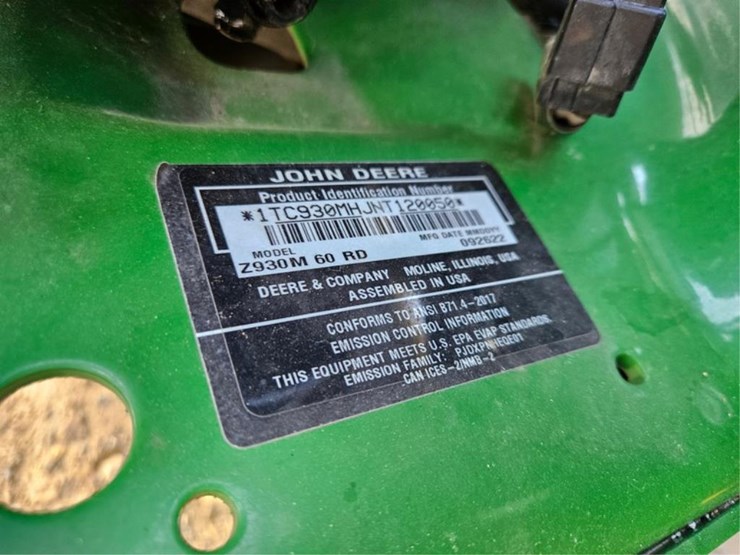 JOHN DEERE
Product Identification Number
*1TC930MHJNT120050*
MODEL MFG DATE MMDDYY
Z930M 60 RD 092622
DEERE & COMPANY MOLINE, ILLINOIS, USA
ASSEMBLED IN USA
CONFORMS TO ANSI B71.4-2017
EMISSION CONTROL INFORMATION
THIS EQUIPMENT MEETS U.S. EPA EVAP STANDARDS
EMISSION FAMILY:
CAN ICES-2/NMB-2